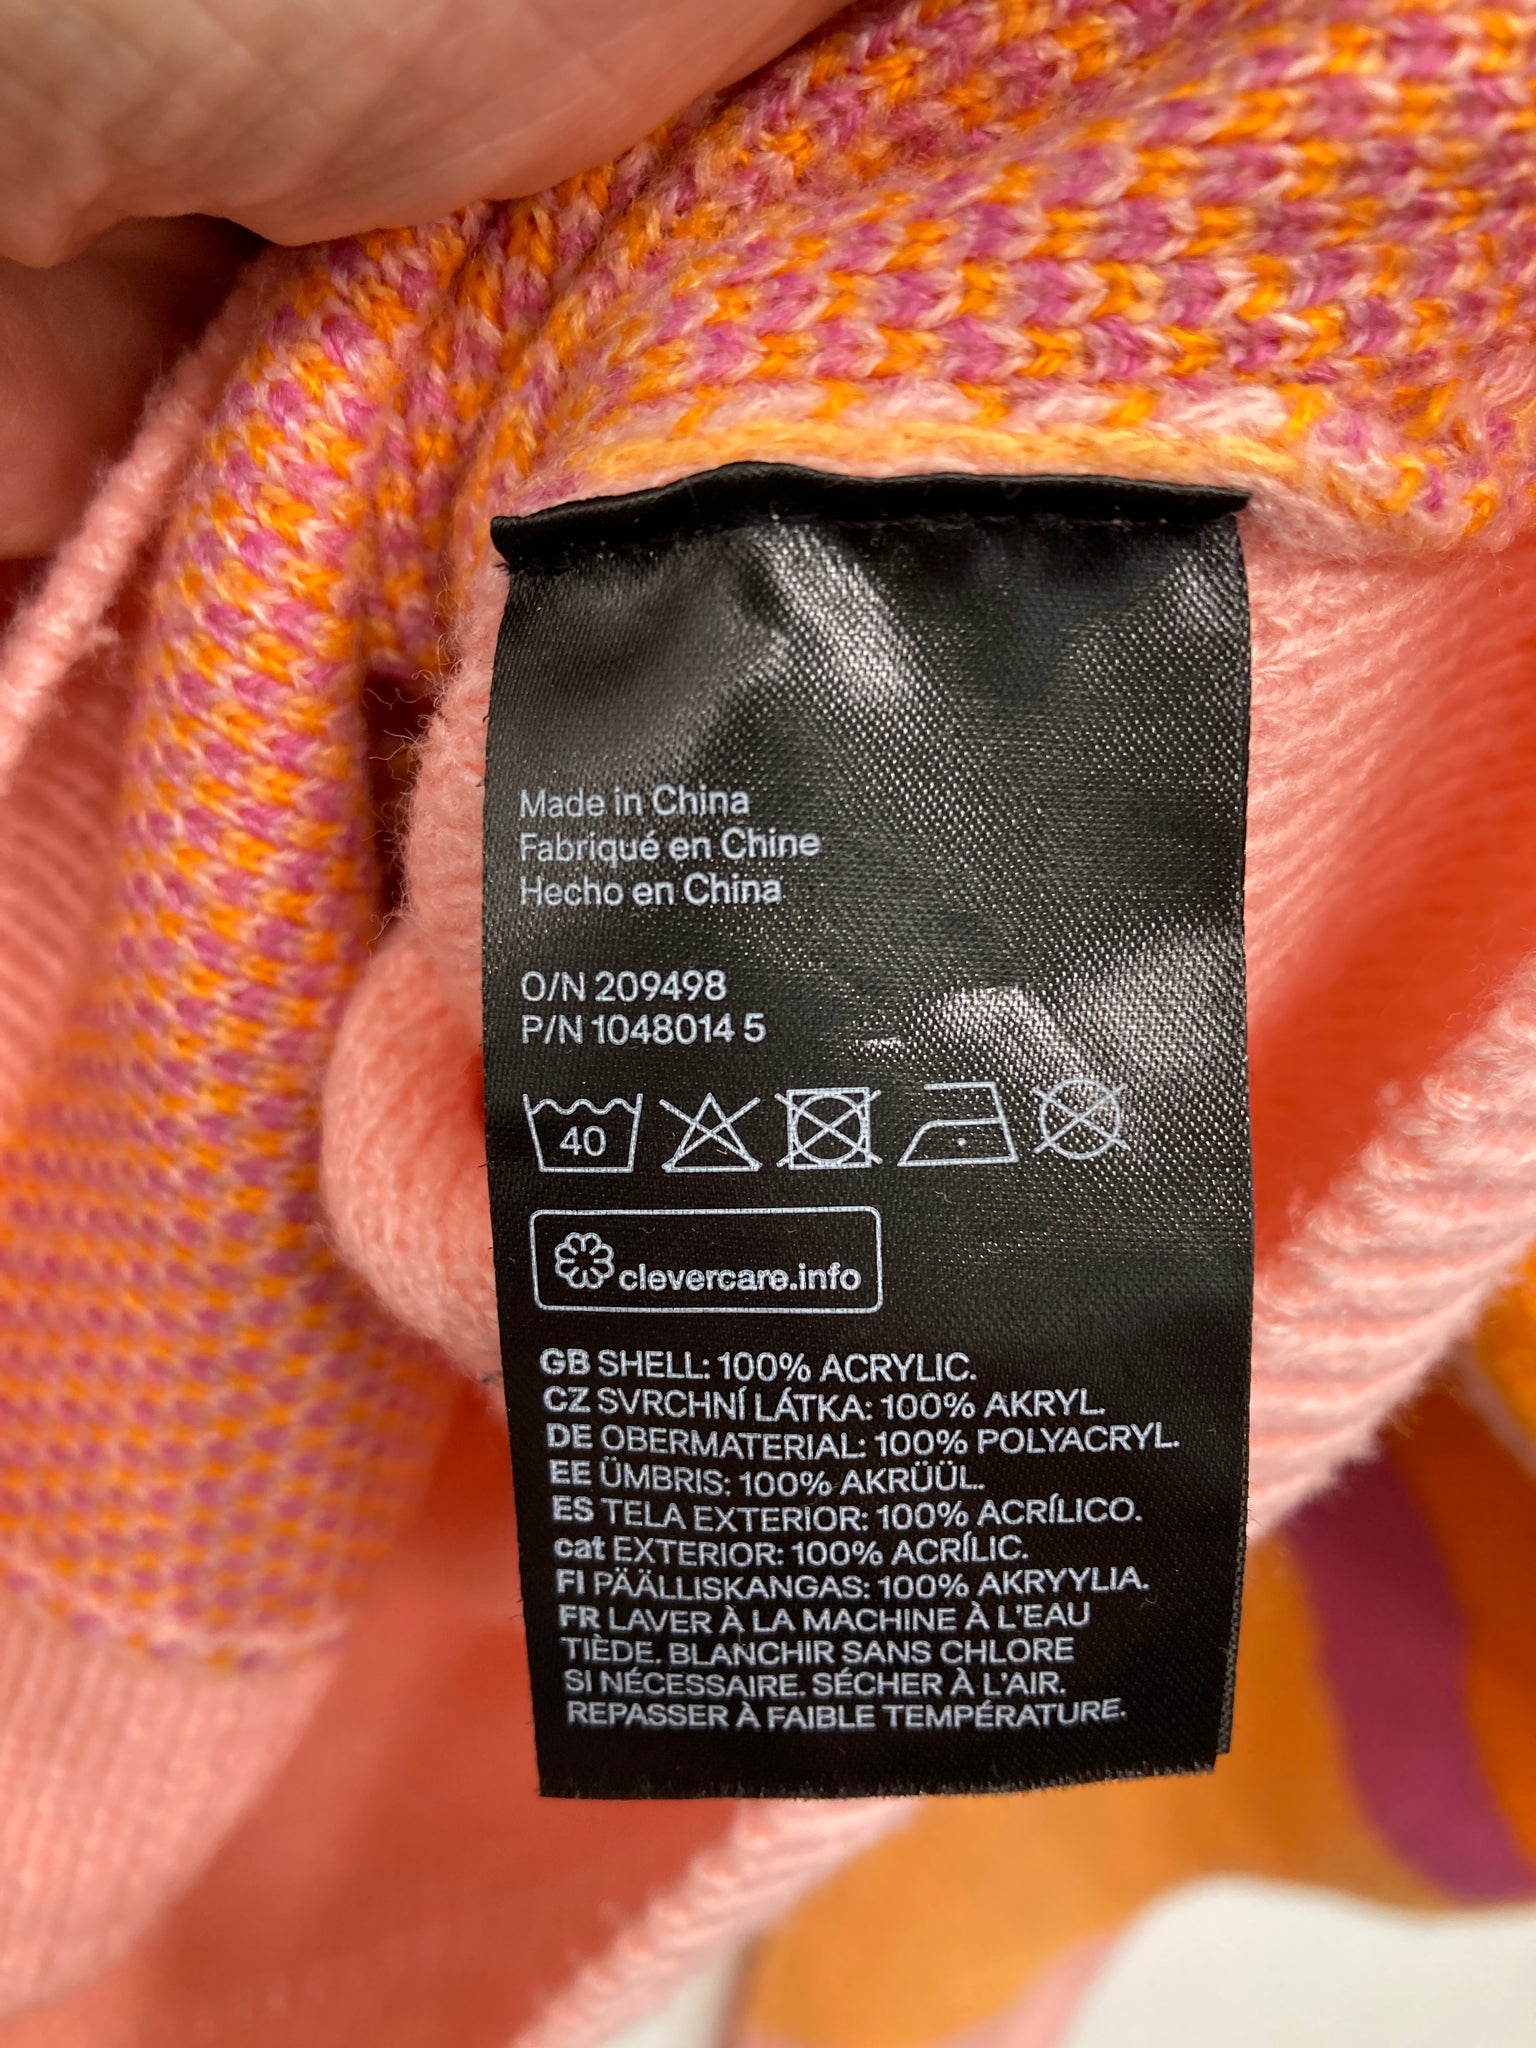 Made in China
Fabriqué en Chine
Hecho en China
O/N 209498
P/N 1048014 5
40
clevercare.info
GB SHELL: 100% ACRYLIC.
CZ SVRCHNÍ LÁTKA: 100% AKRYL.
DE OBERMATERIAL: 100% POLYACRYL.
EE ÜMBRIS: 100% AKRÜÜL.
ES TELA EXTERIOR: 100% ACRÍLICO.
cat EXTERIOR: 100% ACRÍLIC.
FI PÄÄLLISKANGAS: 100% AKRYYLIA.
FR LAVER À LA MACHINE À L'EAU
TIÈDE. BLANCHIR SANS CHLORE
SI NÉCESSAIRE. SÉCHER À L'AIR.
REPASSER À FAIBLE TEMPÉRATURE.